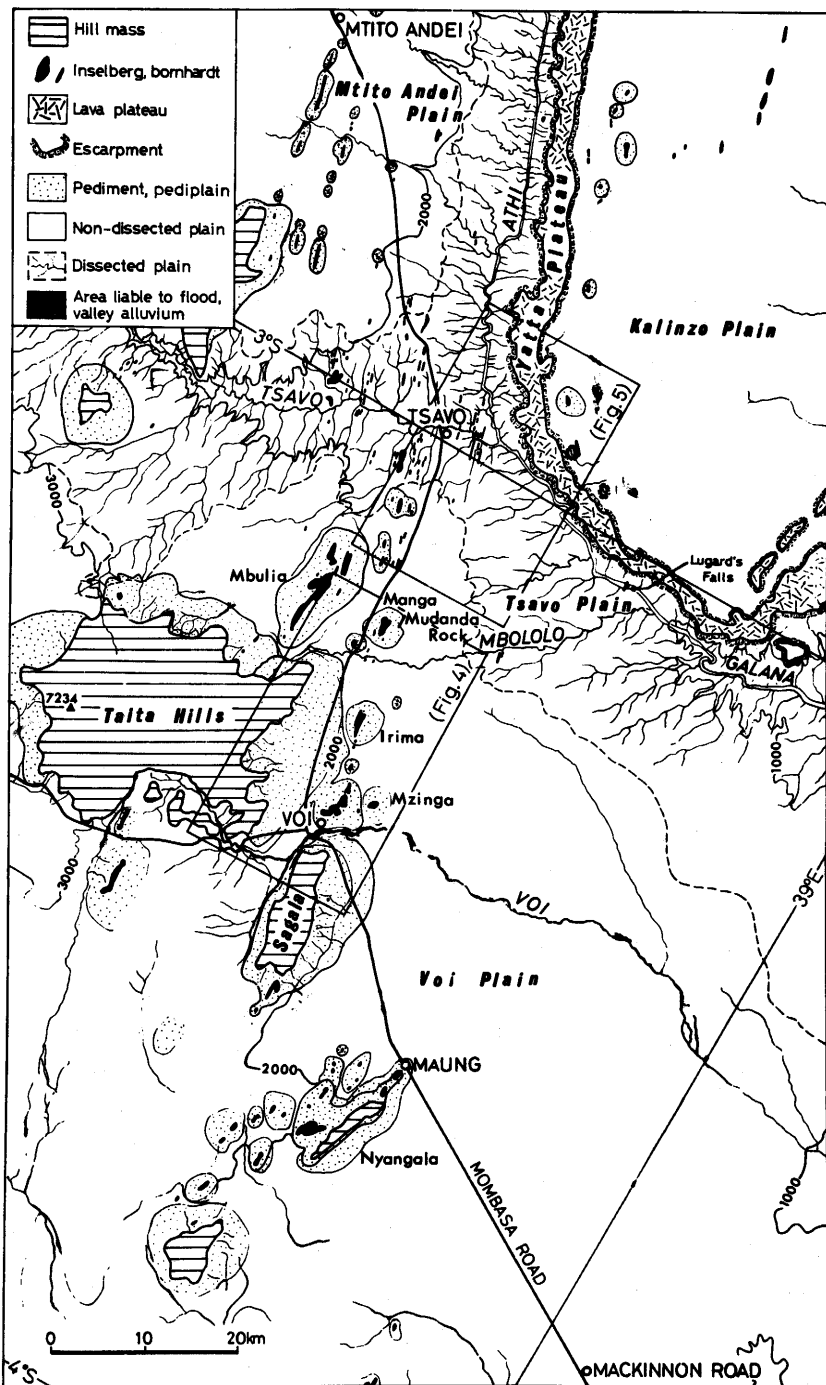 Hill mass
Inselberg, bornhardt
Lava plateau
Escarpment
Pediment, pediplain
Non-dissected plain
Dissected plain
Area liable to flood,
valley alluvium
MTITO ANDEI
Mtito Andei
Plain
2000
ATHI
Yatta Plateau
Kalinzo Plain
3°S
TSAVO
TSAVO
(Fig.5)
3000
Mbulia
Lugard's
Falls
Tsavo Plain
Manga
Mudanda
Rock
MBOLOLO
GALANA
(Fig.4)
7234
Taita Hills
Irima
2000
1000
Mzinga
VOI
3000
VOI
39°E
Sagala
Voi Plain
2000
MAUNG
Nyangala
MOMBASA ROAD
1000
0 10 20km
4°S
MACKINNON ROAD